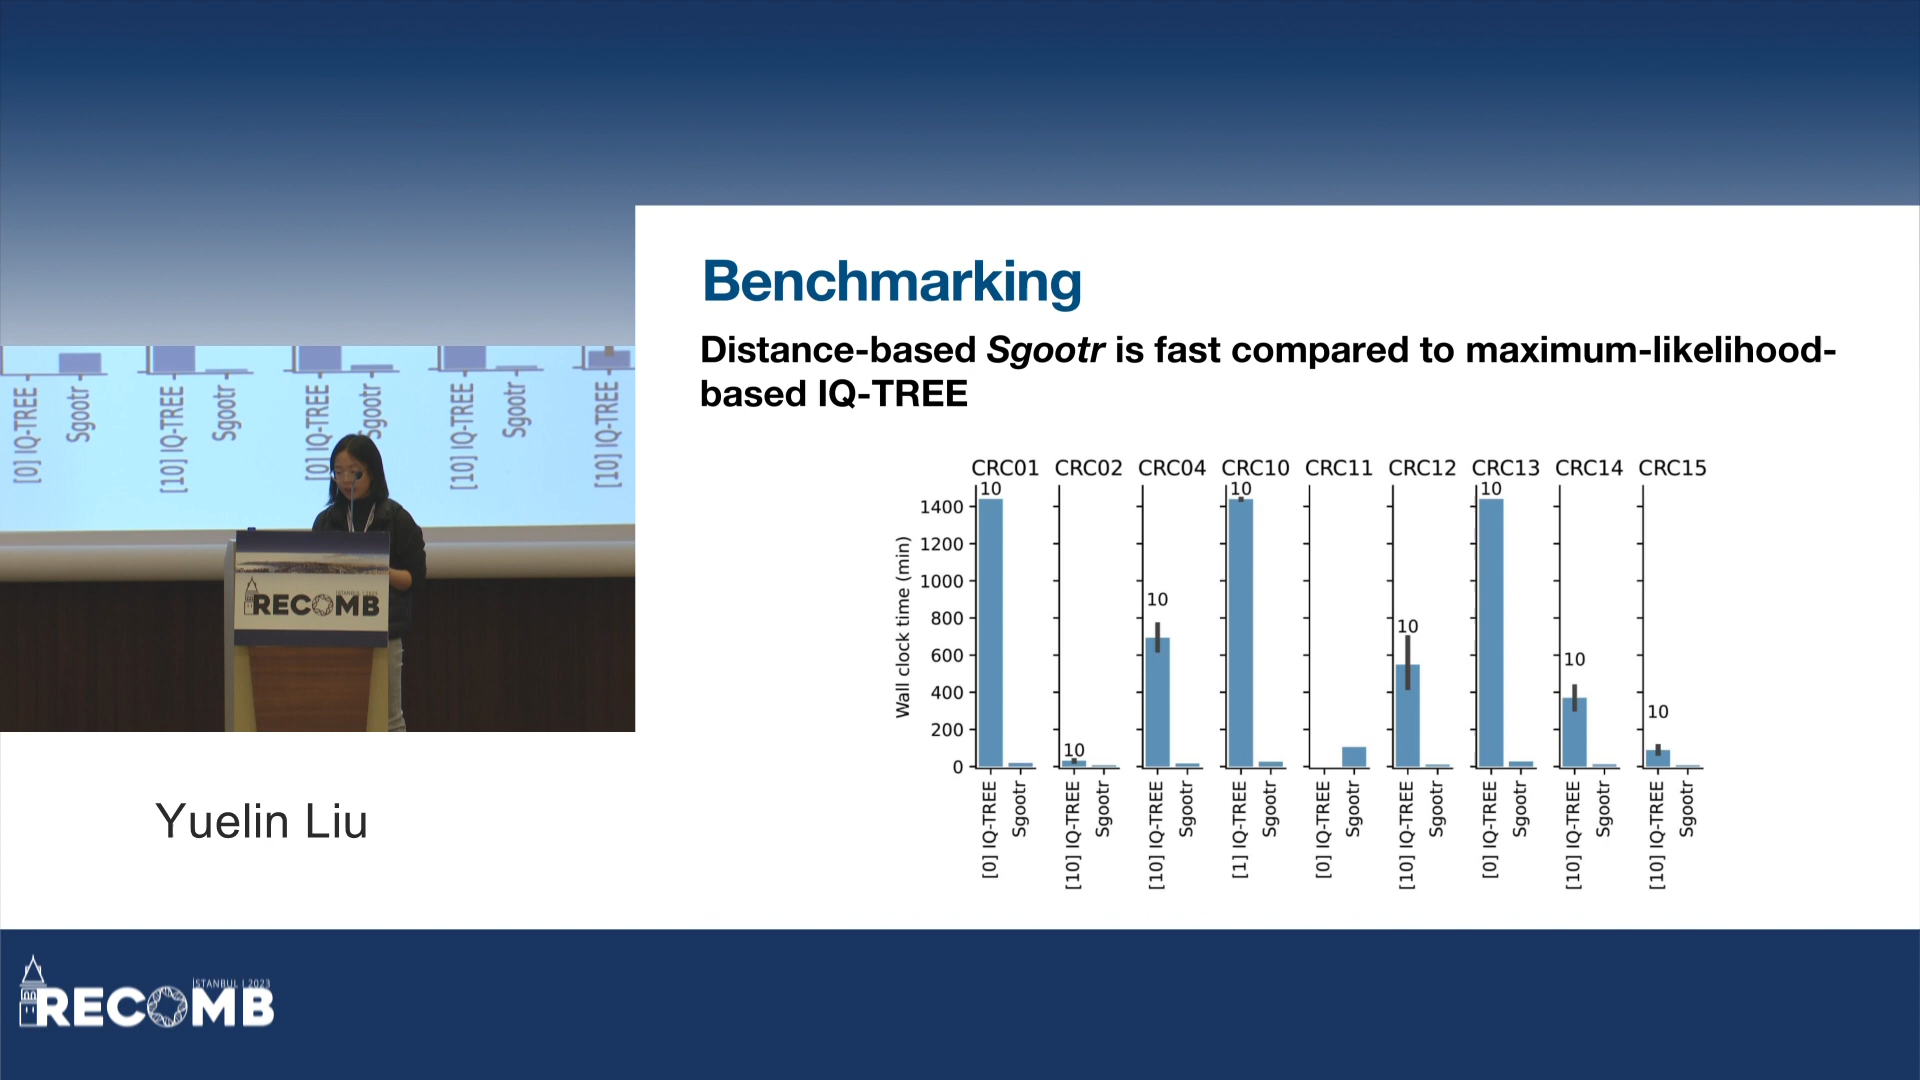 Benchmarking
Distance-based Sgootr is fast compared to maximum-likelihood-
based IQ-TREE
CRC01 CRC02 CRC04 CRC10 CRC11 CRC12 CRC13 CRC14 CRC15
10 10 10
1400
1200
1000
800
600
400
200
0
10
10
10
10
10
Wall clock time (min)
[0] IQ-TREE
Sgootr
[10] IQ-TREE
Sgootr
[10] IQ-TREE
Sgootr
[1] IQ-TREE
Sgootr
[0] IQ-TREE
Sgootr
[10] IQ-TREE
Sgootr
[0] IQ-TREE
Sgootr
[10] IQ-TREE
Sgootr
[10] IQ-TREE
Sgootr
[0] IQ-TREE
Sgootr
[10] IQ-TREE
Sgootr
[0] IQ-TREE
Sgootr
[10] IQ-TREE
Sgootr
[10] IQ-TREE
ISTANBUL | 2023
RECOMB
Yuelin Liu
İSTANBUL | 2023
RECOMB